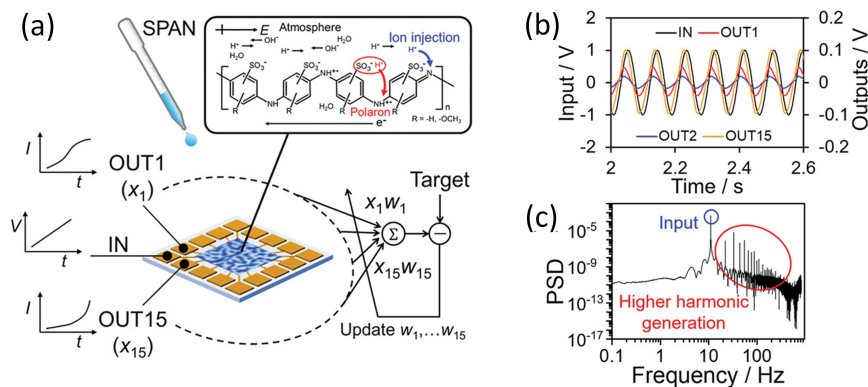 (a)
SPAN
E
Atmosphere
H⁺ OH⁻ H₂O OH⁻ H⁺
H₂O H⁺
Ion injection
H⁺
SO₃⁻ SO₃⁻ SO₃⁻ H⁺ SO₃⁻
NH⁺• N
R R R R n
NH H₂O NH⁺•
Polaron
e⁻
R = -H, -OCH₃
I
t
OUT1
(x₁)
V
t
IN
I
t
OUT15
(x₁₅)
x₁w₁
x₁₅w₁₅
Σ
Target
−
Update w₁,…w₁₅
(b)
Input / V
2
1
0
-1
-2
IN OUT1
OUT2 OUT15
0.2
0.1
0.0
-0.1
-0.2
Outputs / V
2 2.2 2.4 2.6
Time / s
(c)
PSD
10⁻⁵
10⁻⁹
10⁻¹³
10⁻¹⁷
Input
Higher harmonic
generation
0.1 1 10 100
Frequency / Hz